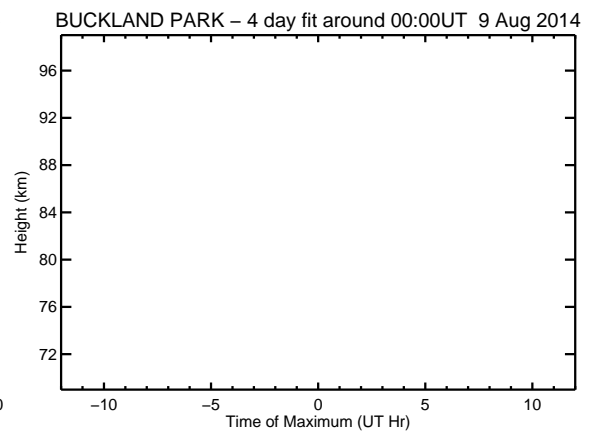 BUCKLAND PARK – 4 day fit around 00:00UT 9 Aug 2014
96
92
88
84
80
76
72
Height (km)
0
–10 –5 0 5 10
Time of Maximum (UT Hr)